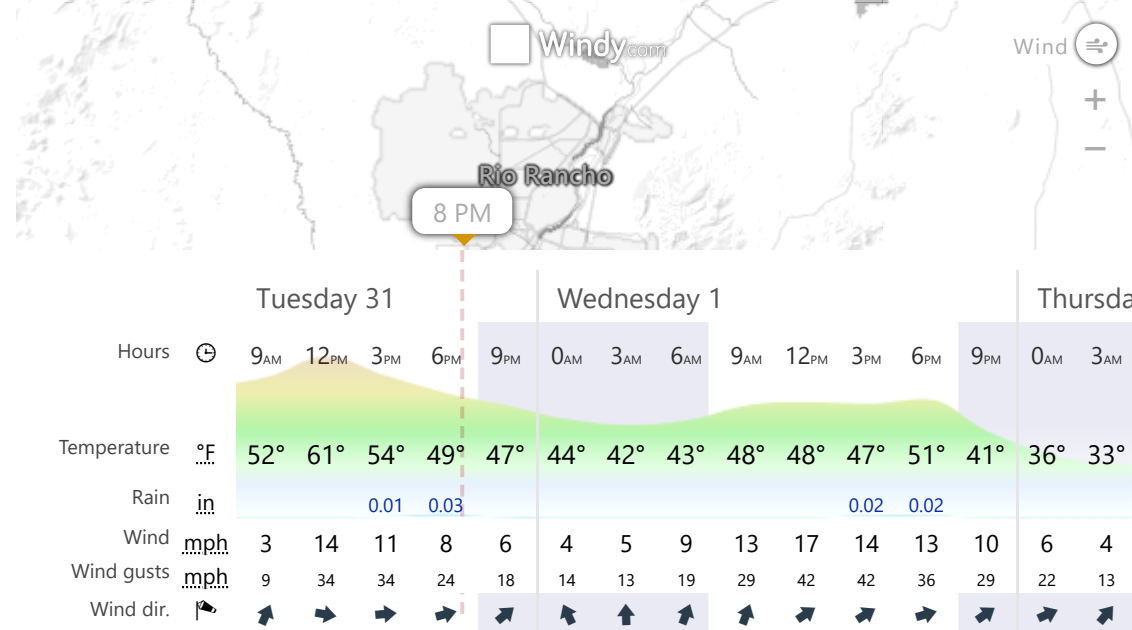 Windy.com
Wind
+
−
Rio Rancho
8 PM
Tuesday 31 Wednesday 1 Thursda
Hours 9AM 12PM 3PM 6PM 9PM 0AM 3AM 6AM 9AM 12PM 3PM 6PM 9PM 0AM 3AM
Temperature °F 52° 61° 54° 49° 47° 44° 42° 43° 48° 48° 47° 51° 41° 36° 33°
Rain in 0.01 0.03 0.02 0.02
Wind mph 3 14 11 8 6 4 5 9 13 17 14 13 10 6 4
Wind gusts mph 9 34 34 24 18 14 13 19 29 42 42 36 29 22 13
Wind dir.